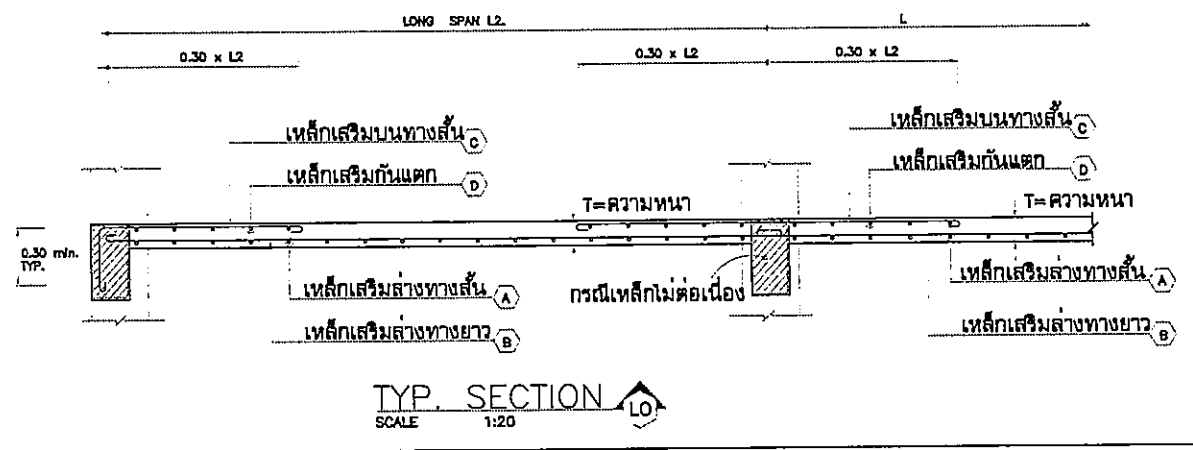 LONG SPAN L2.
L
0.30 x L2
0.30 x L2
0.30 x L2
เหล็กเสริมบนทางสั้น C
เหล็กเสริมบนทางสั้น C
เหล็กเสริมกันแตก D
เหล็กเสริมกันแตก D
T=ความหนา
T=ความหนา
0.30 min.
TYP.
เหล็กเสริมล่างทางสั้น A
กรณีเหล็กไม่ต่อเนื่อง
เหล็กเสริมล่างทางสั้น A
เหล็กเสริมล่างทางยาว B
เหล็กเสริมล่างทางยาว B
TYP. SECTION LO
SCALE 1:20